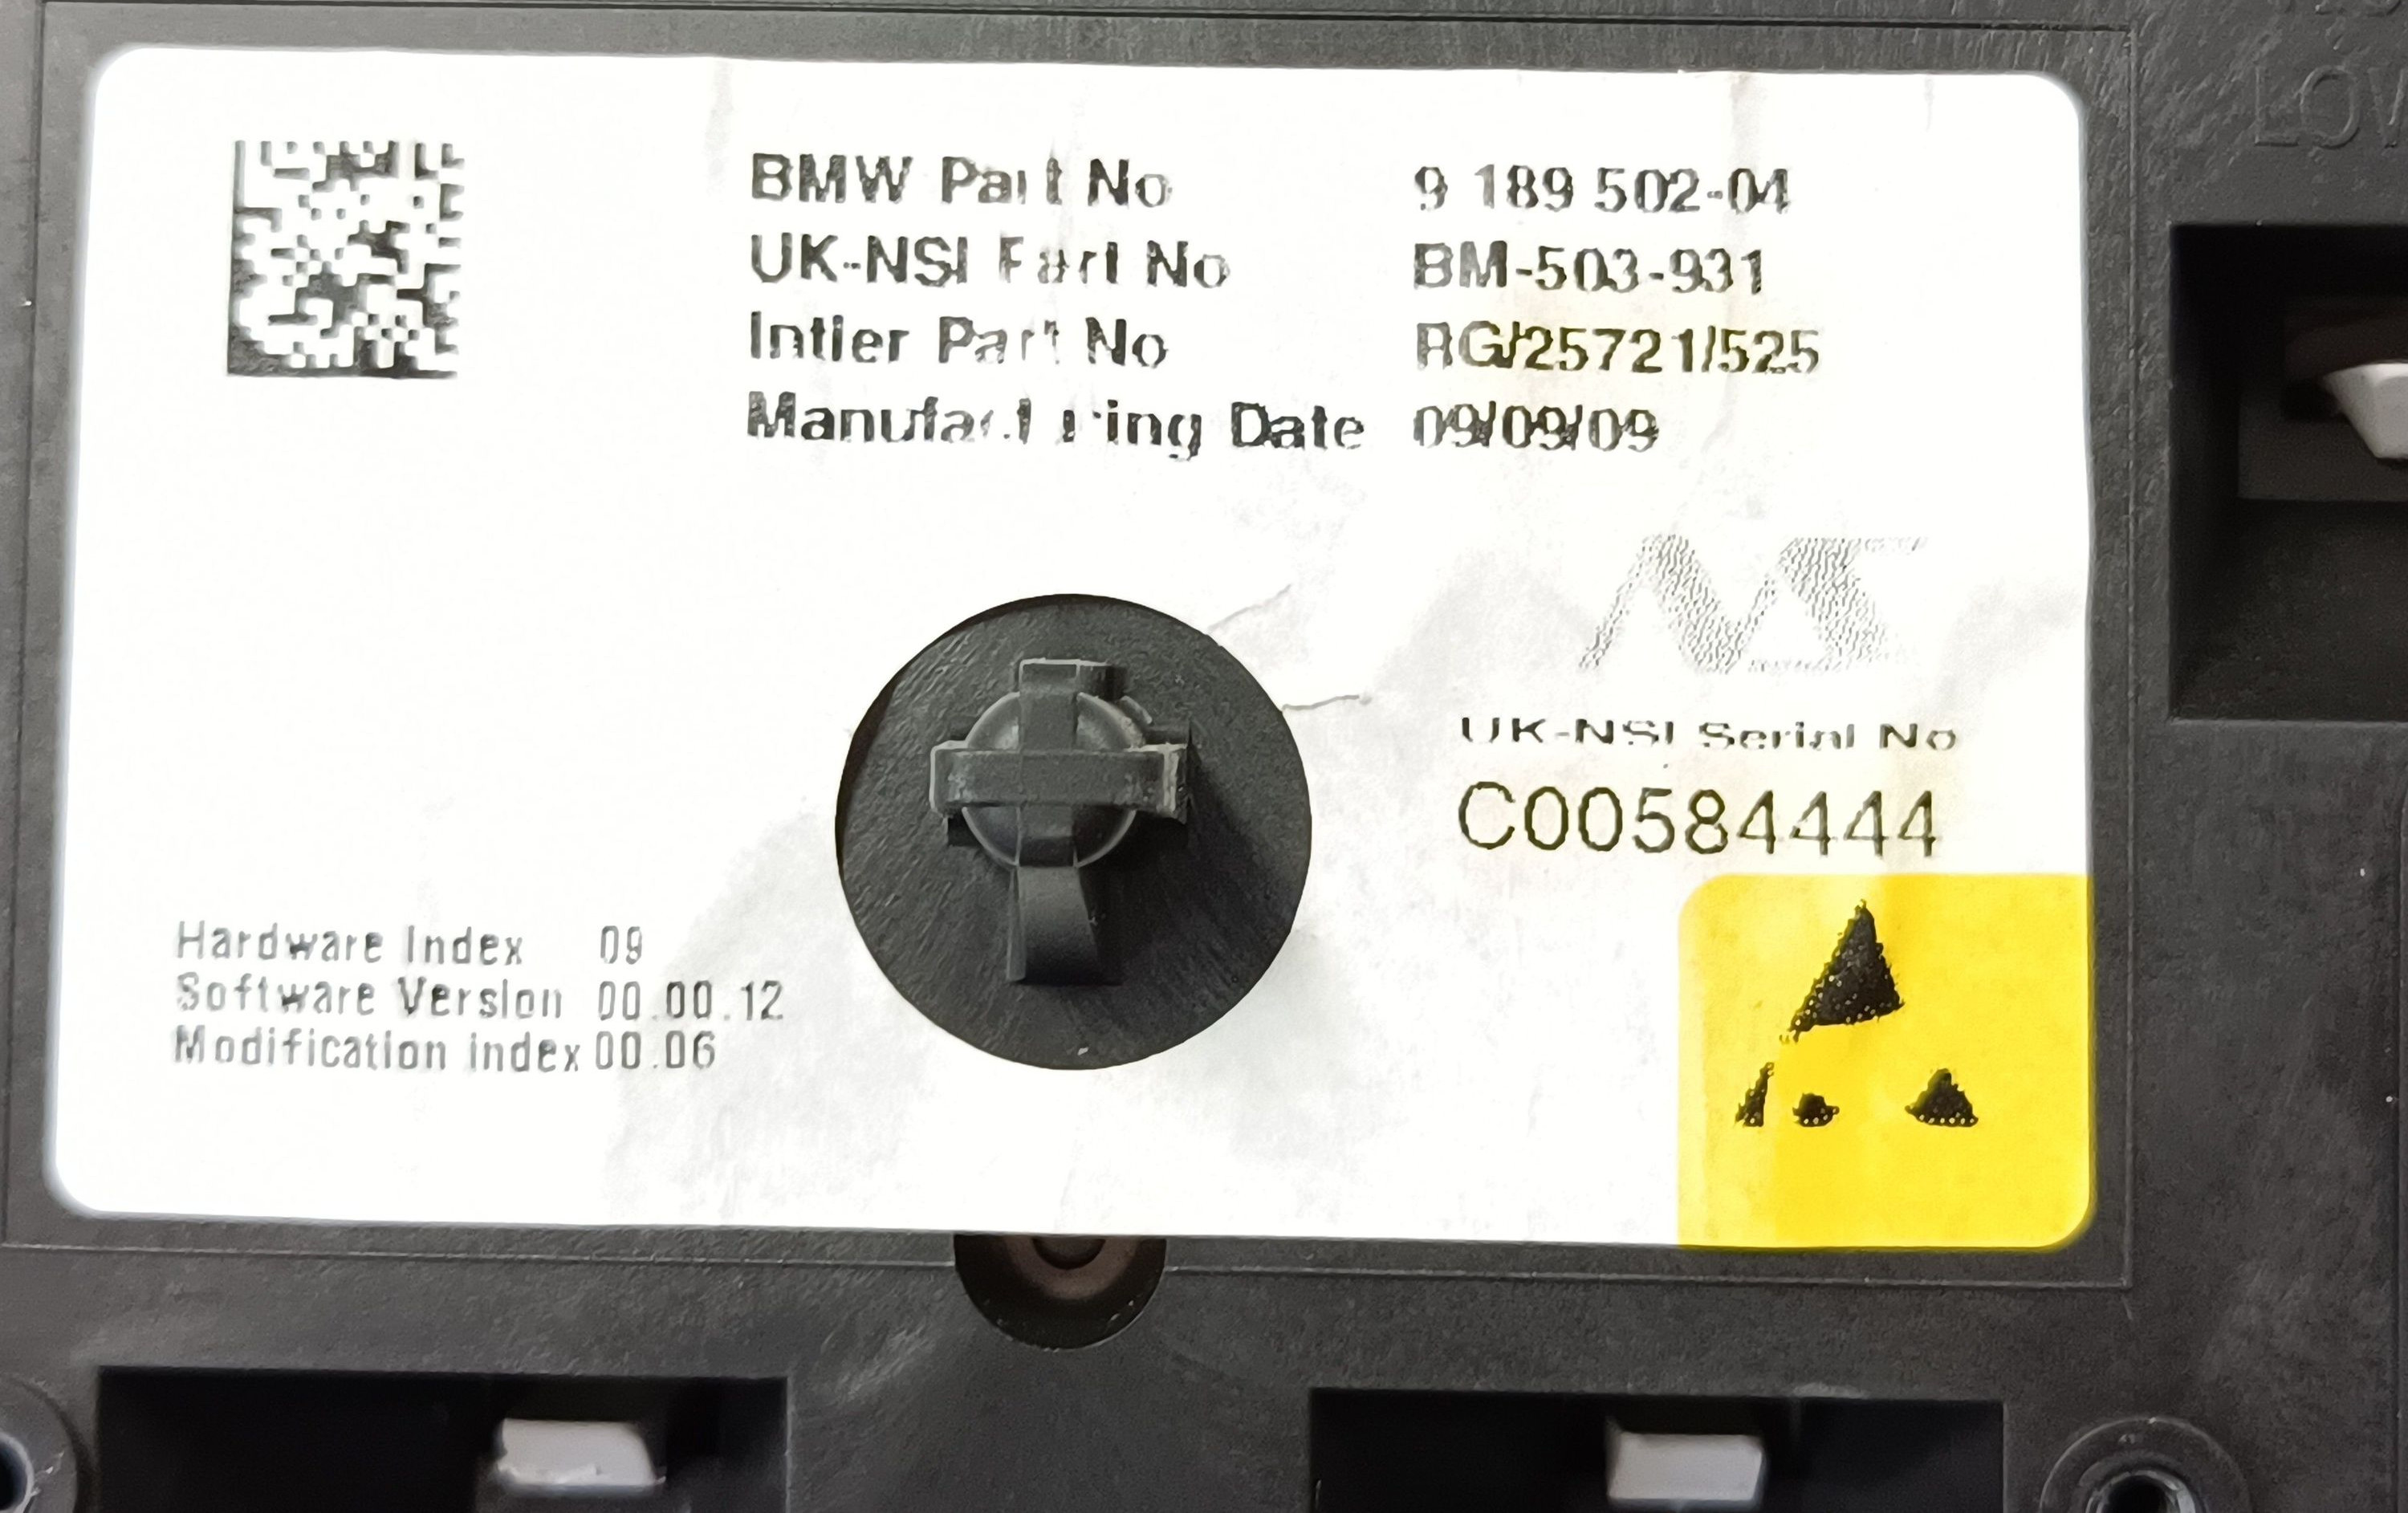 BMW Part No 9 189 502-04
UK-NSI Part No BM-503-931
Intier Part No RG/25721/525
Manufacturing Date 09/09/09
NS
UK-NSI Serial No
C00584444
Hardware Index 09
Software Version 00.00.12
Modification index 00.06